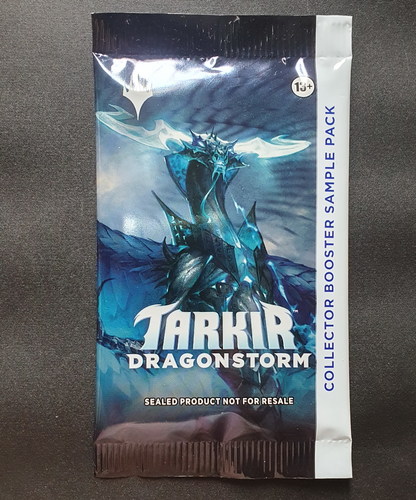 13+
TARKIR
DRAGONSTORM
SEALED PRODUCT NOT FOR RESALE
COLLECTOR BOOSTER SAMPLE PACK